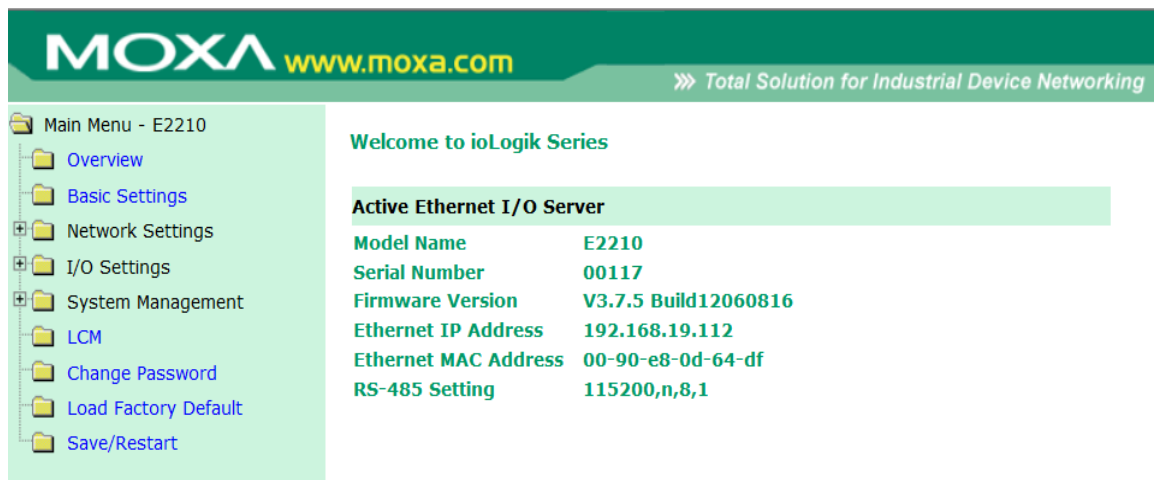 MOXA www.moxa.com
Total Solution for Industrial Device Networking
Main Menu - E2210
Overview
Basic Settings
Network Settings
I/O Settings
System Management
LCM
Change Password
Load Factory Default
Save/Restart
Welcome to ioLogik Series
Active Ethernet I/O Server
Model Name E2210
Serial Number 00117
Firmware Version V3.7.5 Build12060816
Ethernet IP Address 192.168.19.112
Ethernet MAC Address 00-90-e8-0d-64-df
RS-485 Setting 115200,n,8,1